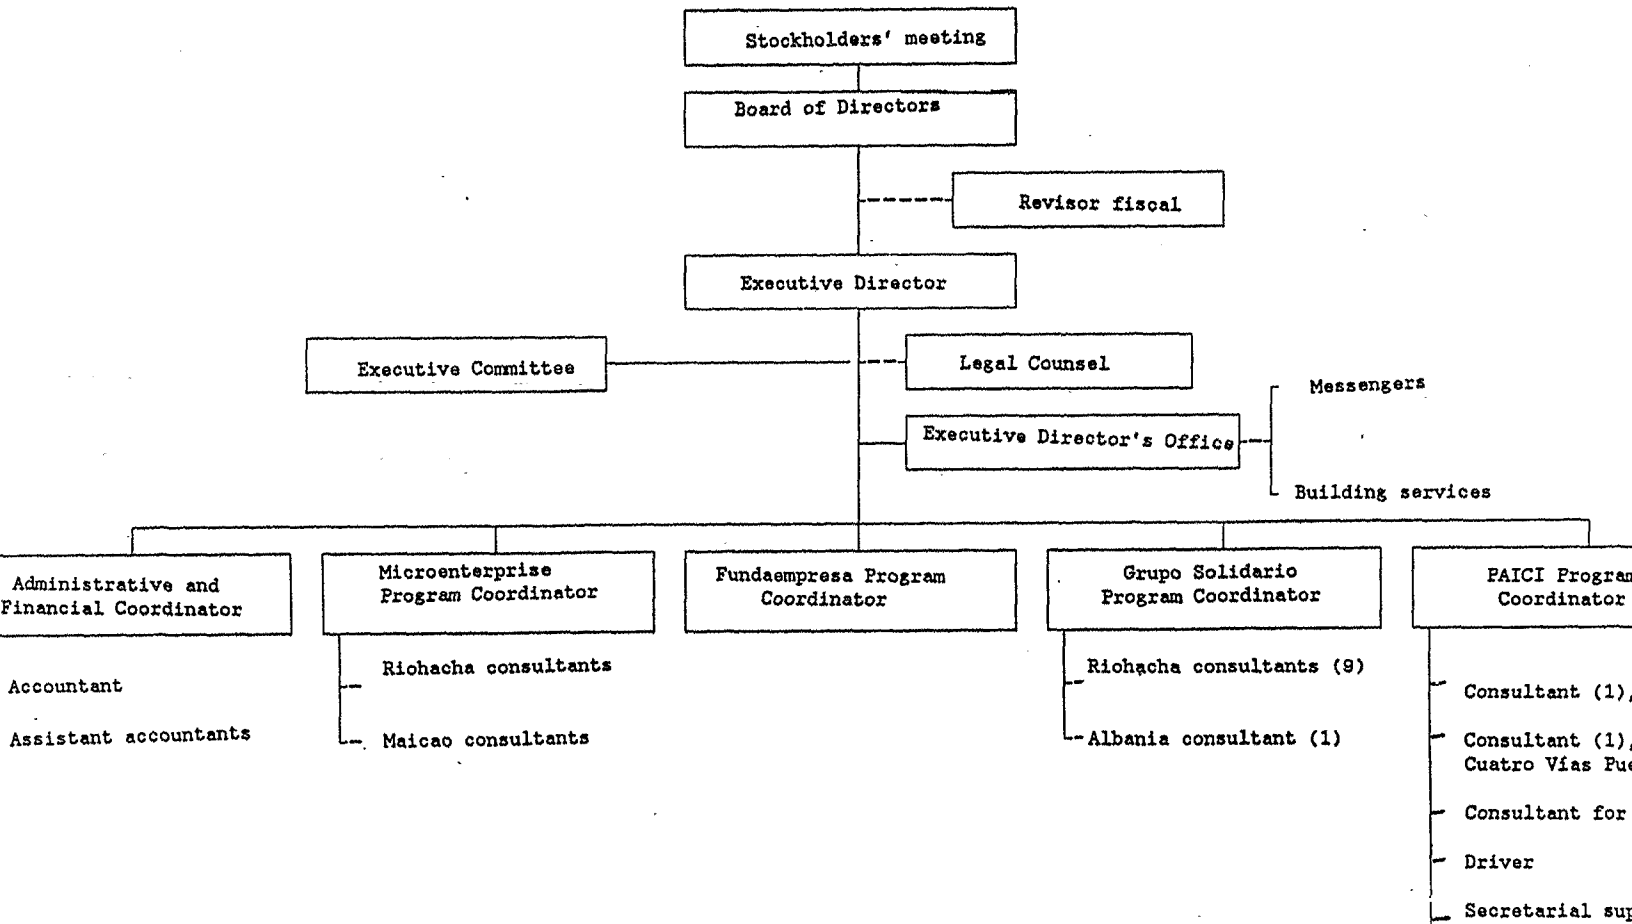 Stockholders' meeting
Board of Directors
Revisor fiscal
Executive Director
Executive Committee
Legal Counsel
Messengers
Executive Director's Office
Building services
Administrative and
Financial Coordinator
Microenterprise
Program Coordinator
Fundaempresa Program
Coordinator
Grupo Solidario
Program Coordinator
PAICI Program
Coordinator
Accountant
Assistant accountants
Riohacha consultants
Maicao consultants
Riohacha consultants (9)
Albania consultant (1)
Consultant (1),
Consultant (1),
Cuatro Vías
Consultant for
Driver
Secretarial